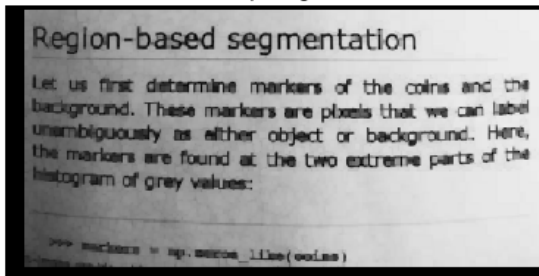 Region-based segmentation
Let us first determine markers of the coins and the
background. These markers are pixels that we can label
unambiguously as either object or background. Here,
the markers are found at the two extreme parts of the
histogram of grey values:
>>> markers = np.zeros_like(coins)